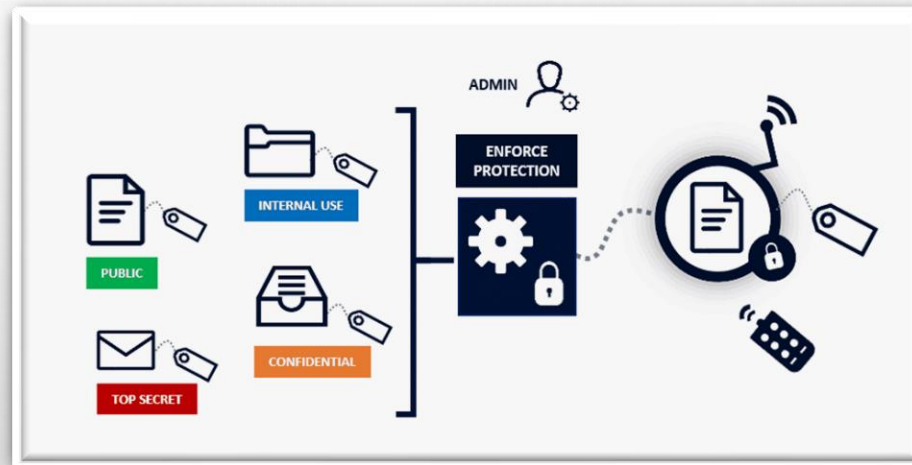 ADMIN
ENFORCE
PROTECTION
INTERNAL USE
PUBLIC
CONFIDENTIAL
TOP SECRET